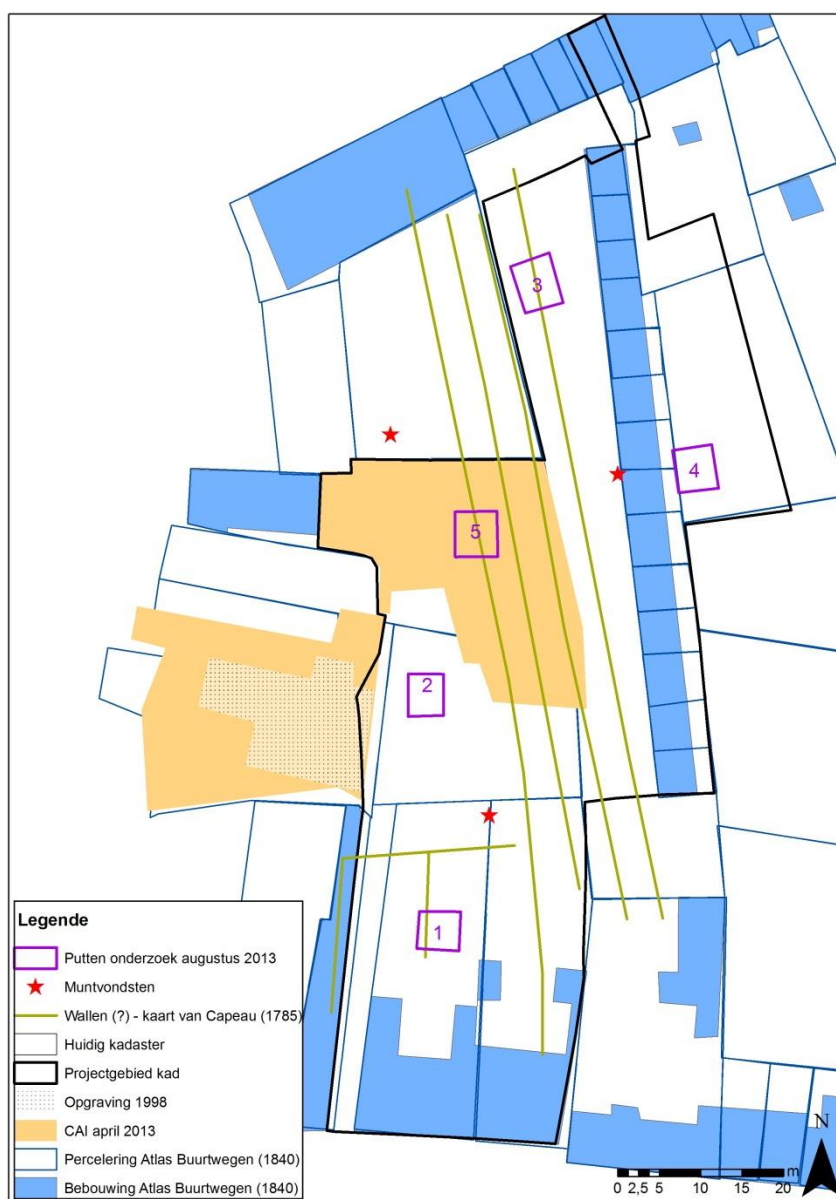 3
4
5
2
1
Legende
Putten onderzoek augustus 2013
Muntvondsten
Wallen (?) - kaart van Capeau (1785)
Huidig kadaster
Projectgebied kad
Opgraving 1998
CAI april 2013
Percelering Atlas Buurtwegen (1840)
Bebouwing Atlas Buurtwegen (1840)
N
m
0 2,5 5 10 15 20